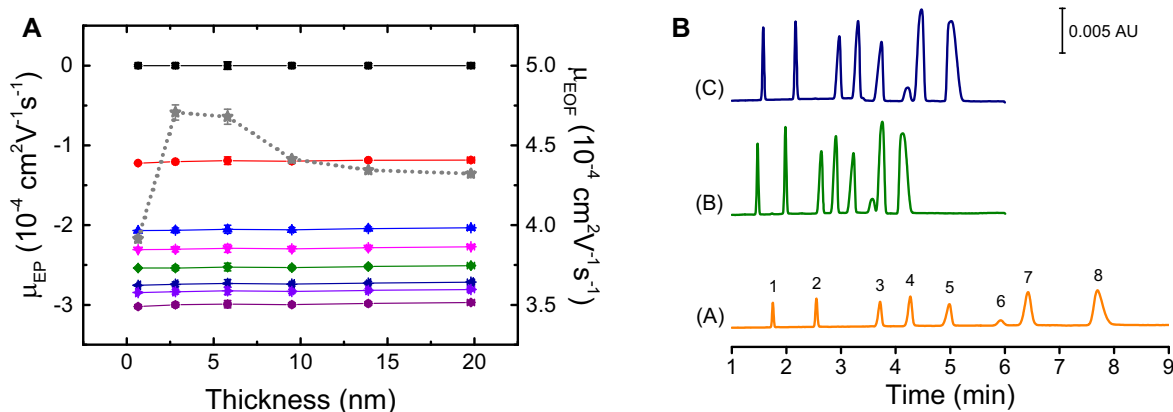 A
0
-1
-2
-3
μEP (10⁻⁴ cm²V⁻¹s⁻¹)
5.0
4.5
4.0
3.5
μEOF (10⁻⁴ cm²V⁻¹s⁻¹)
0 5 10 15 20
Thickness (nm)
B
0.005 AU
(C)
(B)
(A)
1 2 3 4 5 6 7 8
1 2 3 4 5 6 7 8 9
Time (min)